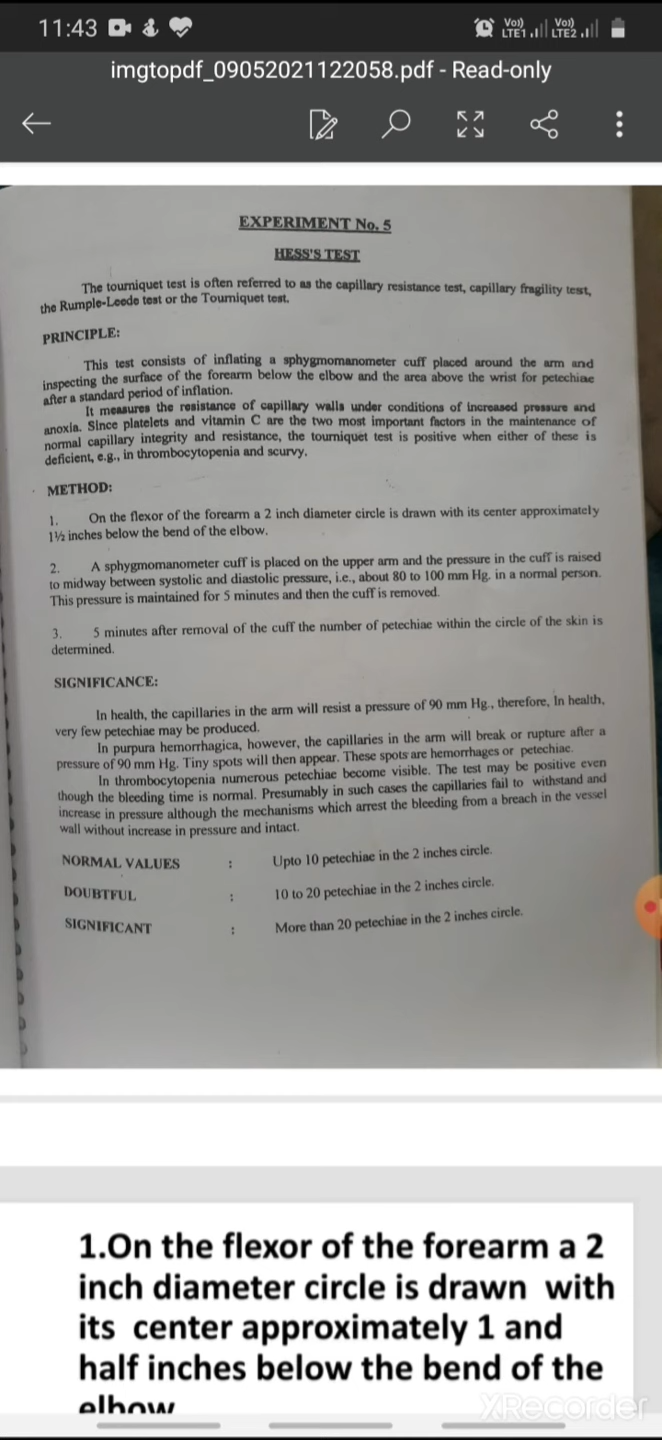 11:43
Vo)) LTE1 Vo)) LTE2
imgtopdf_09052021122058.pdf - Read-only
EXPERIMENT No. 5
HESS'S TEST
The tourniquet test is often referred to as the capillary resistance test, capillary fragility test,
the Rumple-Leede test or the Tourniquet test.
PRINCIPLE:
This test consists of inflating a sphygmomanometer cuff placed around the arm and
inspecting the surface of the forearm below the elbow and the area above the wrist for petechiae
after a standard period of inflation.
It measures the resistance of capillary walls under conditions of increased pressure and
anoxia. Since platelets and vitamin C are the two most important factors in the maintenance of
normal capillary integrity and resistance, the tourniquet test is positive when either of these is
deficient, e.g., in thrombocytopenia and scurvy.
METHOD:
1. On the flexor of the forearm a 2 inch diameter circle is drawn with its center approximately
1½ inches below the bend of the elbow.
2. A sphygmomanometer cuff is placed on the upper arm and the pressure in the cuff is raised
to midway between systolic and diastolic pressure, i.e., about 80 to 100 mm Hg. in a normal person.
This pressure is maintained for 5 minutes and then the cuff is removed.
3. 5 minutes after removal of the cuff the number of petechiae within the circle of the skin is
determined.
SIGNIFICANCE:
In health, the capillaries in the arm will resist a pressure of 90 mm Hg., therefore, In health,
very few petechiae may be produced.
In purpura hemorrhagica, however, the capillaries in the arm will break or rupture after a
pressure of 90 mm Hg. Tiny spots will then appear. These spots are hemorrhages or petechiae.
In thrombocytopenia numerous petechiae become visible. The test may be positive even
though the bleeding time is normal. Presumably in such cases the capillaries fail to withstand and
increase in pressure although the mechanisms which arrest the bleeding from a breach in the vessel
wall without increase in pressure and intact.
NORMAL VALUES : Upto 10 petechiae in the 2 inches circle.
DOUBTFUL : 10 to 20 petechiae in the 2 inches circle.
SIGNIFICANT : More than 20 petechiae in the 2 inches circle.
1.On the flexor of the forearm a 2
inch diameter circle is drawn with
its center approximately 1 and
half inches below the bend of the
elbow
XRecorder